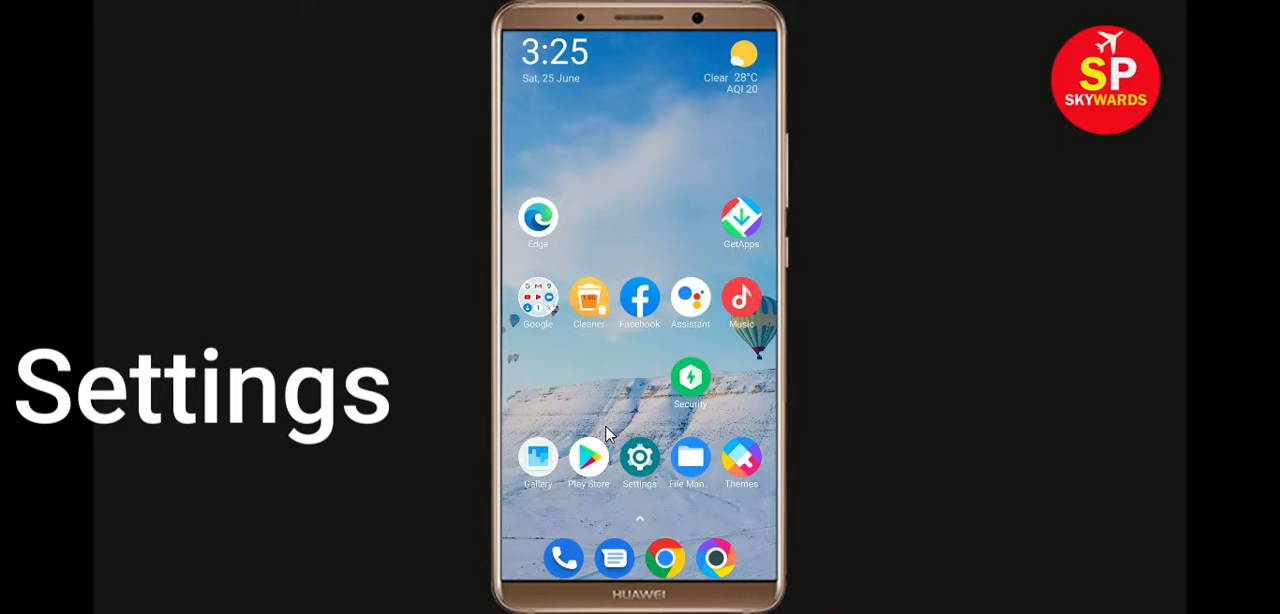 3:25
Sat, 25 June
Clear 28°C
AQI 20
SP
SKYWARDS
Edge
GetApps
Google
Cleaner
Facebook
Assistant
Music
Settings
Security
Gallery
Play Store
Settings
File Man
Themes
HUAWEI